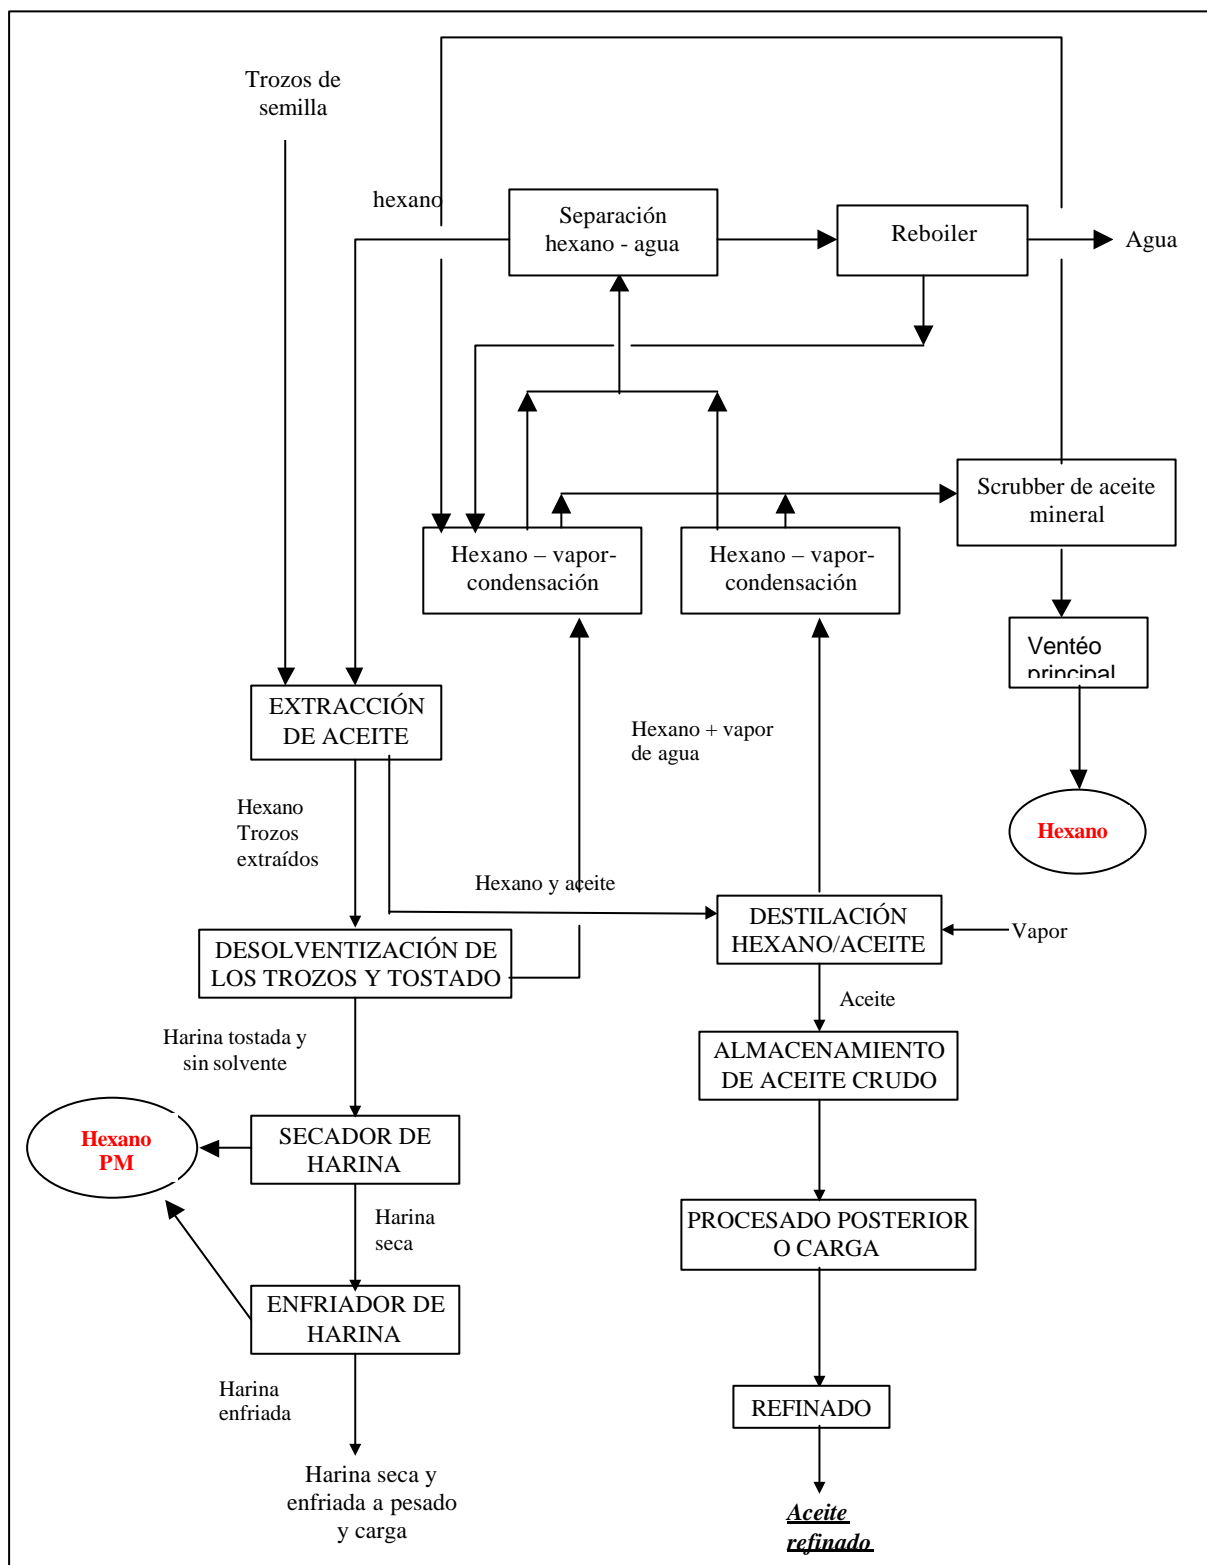 Trozos de
semilla
hexano
Separación
hexano - agua
Reboiler
Agua
Scrubber de aceite
mineral
Hexano – vapor-
condensación
Hexano – vapor-
condensación
Ventéo
principal
EXTRACCIÓN
DE ACEITE
Hexano + vapor
de agua
Hexano
Trozos
extraídos
Hexano
Hexano y aceite
DESTILACIÓN
HEXANO/ACEITE
Vapor
DESOLVENTIZACIÓN DE
LOS TROZOS Y TOSTADO
Aceite
Harina tostada y
sin solvente
ALMACENAMIENTO
DE ACEITE CRUDO
Hexano
PM
SECADOR DE
HARINA
Harina
seca
PROCESADO POSTERIOR
O CARGA
ENFRIADOR DE
HARINA
Harina
enfriada
REFINADO
Harina seca y
enfriada a pesado
y carga
Aceite
refinado